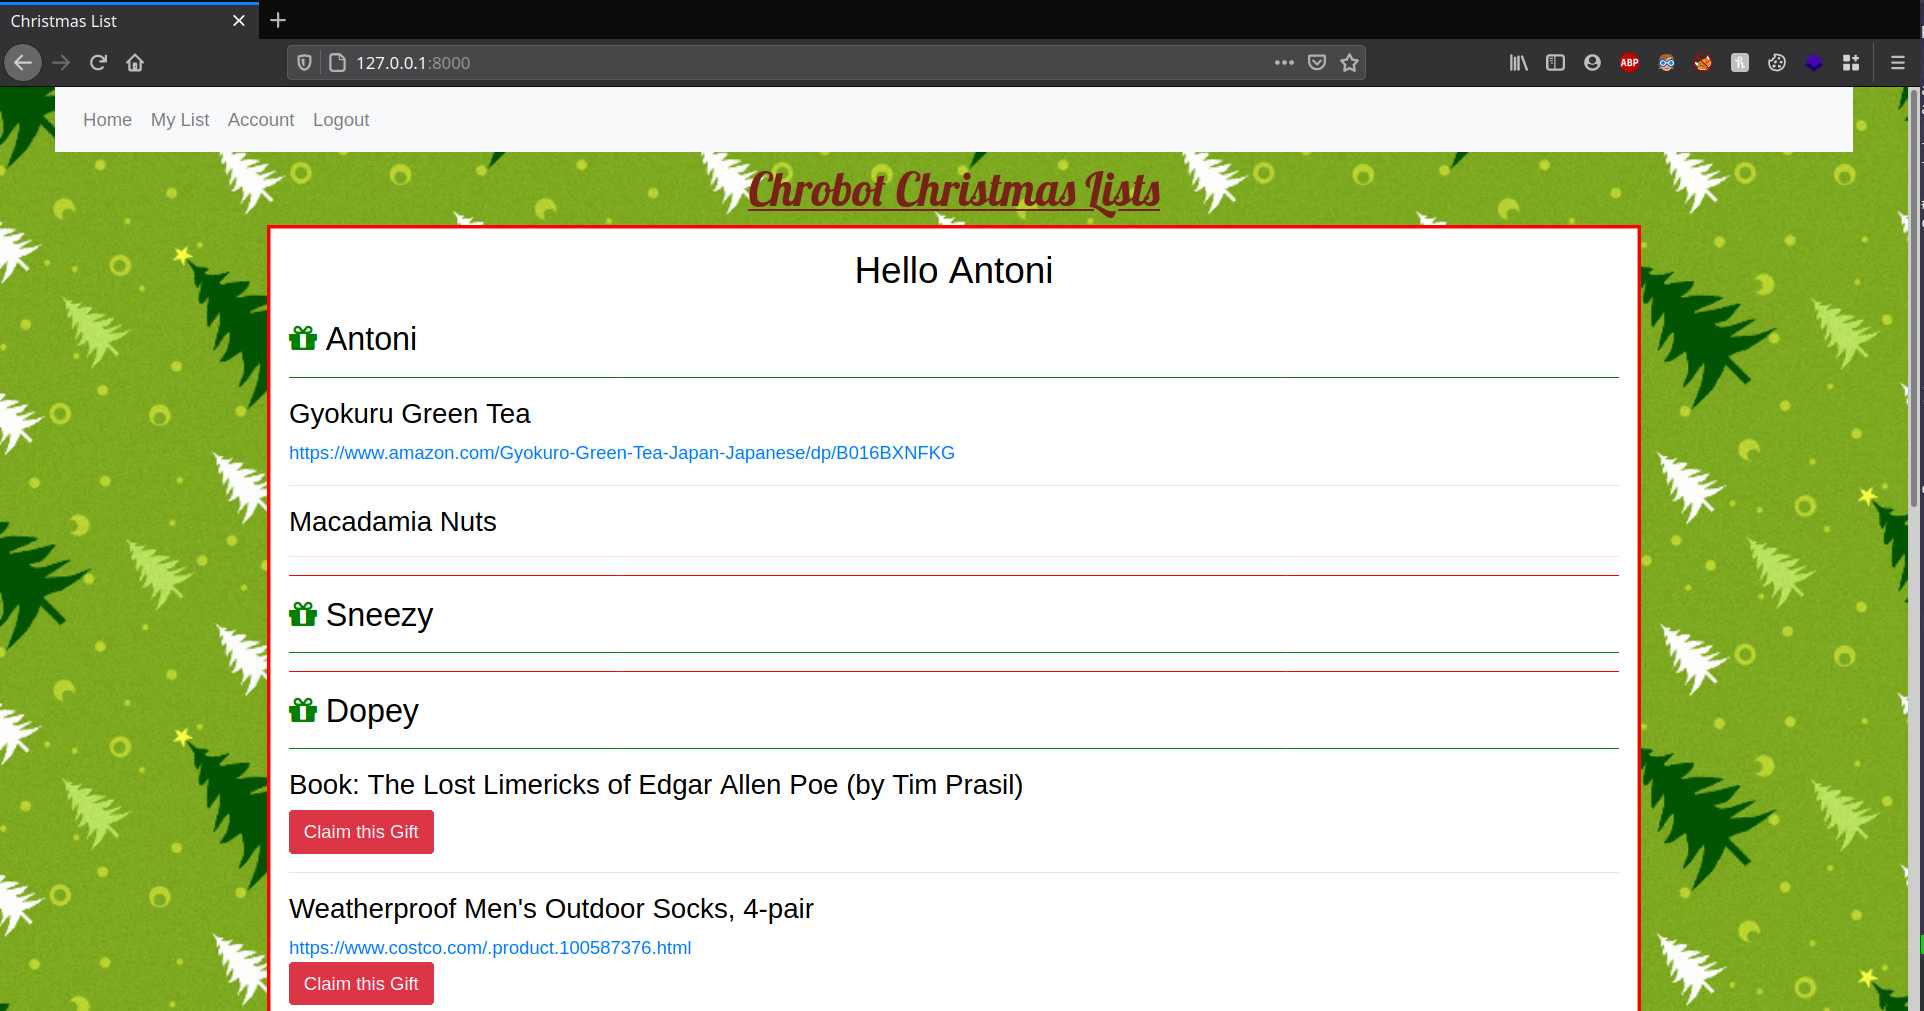 Christmas List
127.0.0.1:8000
ABP
Home My List Account Logout
Chrobot Christmas Lists
Hello Antoni
Antoni
Gyokuru Green Tea
https://www.amazon.com/Gyokuro-Green-Tea-Japan-Japanese/dp/B016BXNFKG
Macadamia Nuts
Sneezy
Dopey
Book: The Lost Limericks of Edgar Allen Poe (by Tim Prasil)
Claim this Gift
Weatherproof Men's Outdoor Socks, 4-pair
https://www.costco.com/.product.100587376.html
Claim this Gift